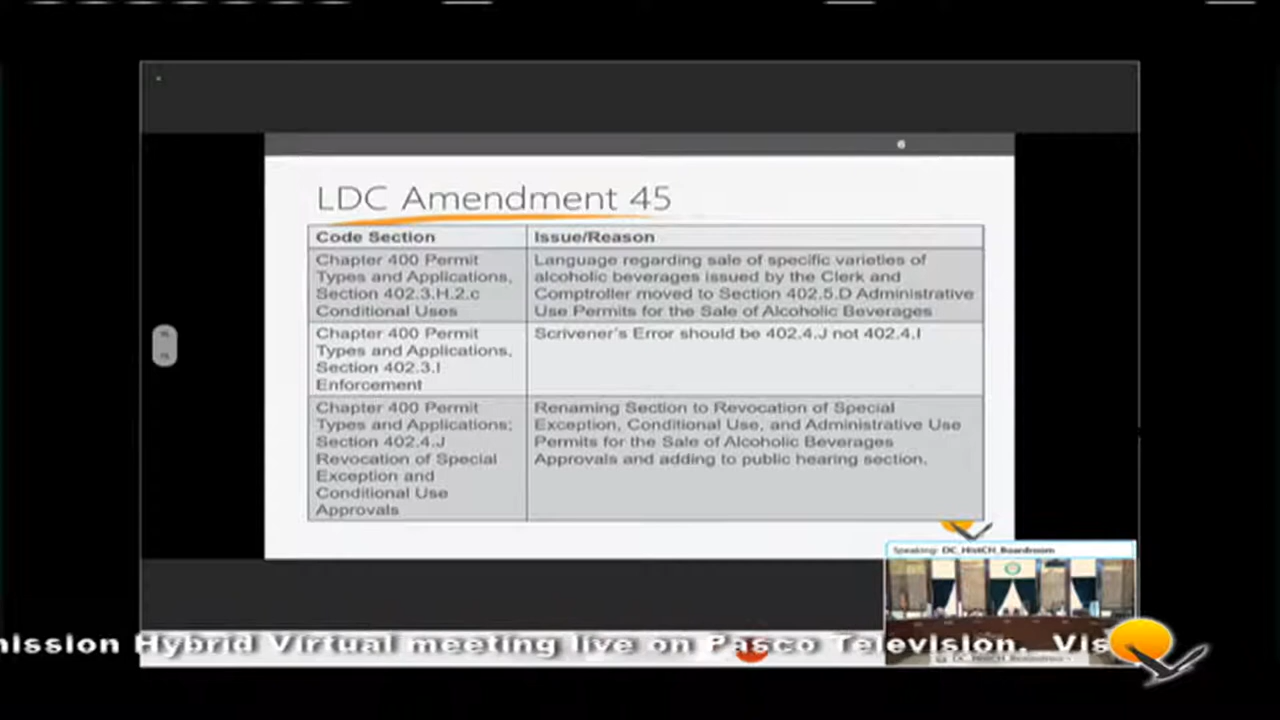 6
LDC Amendment 45
Code Section
Issue/Reason
Chapter 400 Permit
Types and Applications,
Section 402.3.H.2.c
Conditional Uses
Language regarding sale of specific varieties of
alcoholic beverages issued by the Clerk and
Comptroller moved to Section 402.5.D Administrative
Use Permits for the Sale of Alcoholic Beverages
Chapter 400 Permit
Types and Applications,
Section 402.3.I
Enforcement
Scrivener's Error should be 402.4.J not 402.4.I
Chapter 400 Permit
Types and Applications;
Section 402.4.J
Revocation of Special
Exception and
Conditional Use
Approvals
Renaming Section to Revocation of Special
Exception, Conditional Use, and Administrative Use
Permits for the Sale of Alcoholic Beverages
Approvals and adding to public hearing section.
Speaking: DC_HistCH_Boardroom
DC_HistCH_Boardroom
mission Hybrid Virtual meeting live on Pasco Television. Vis